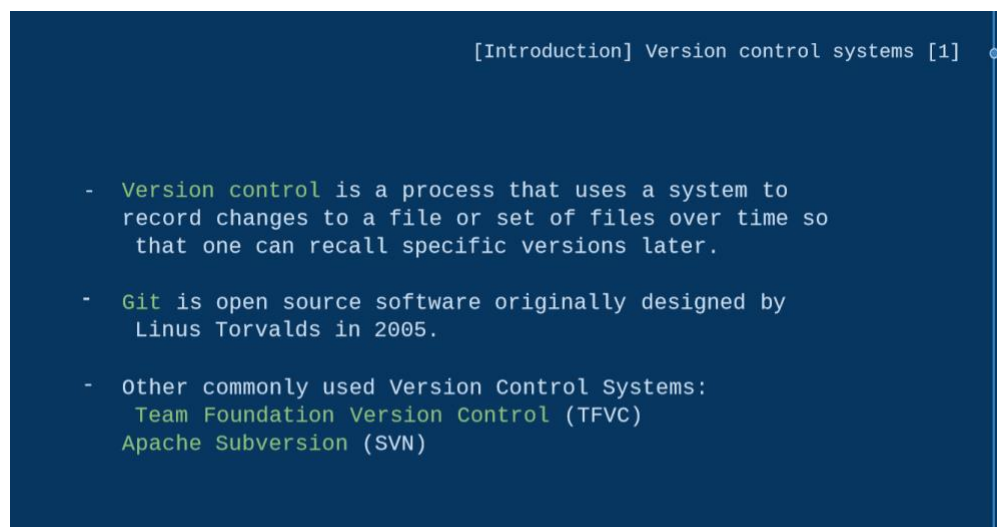 [Introduction] Version control systems [1]
- Version control is a process that uses a system to
record changes to a file or set of files over time so
that one can recall specific versions later.
- Git is open source software originally designed by
Linus Torvalds in 2005.
- Other commonly used Version Control Systems:
Team Foundation Version Control (TFVC)
Apache Subversion (SVN)